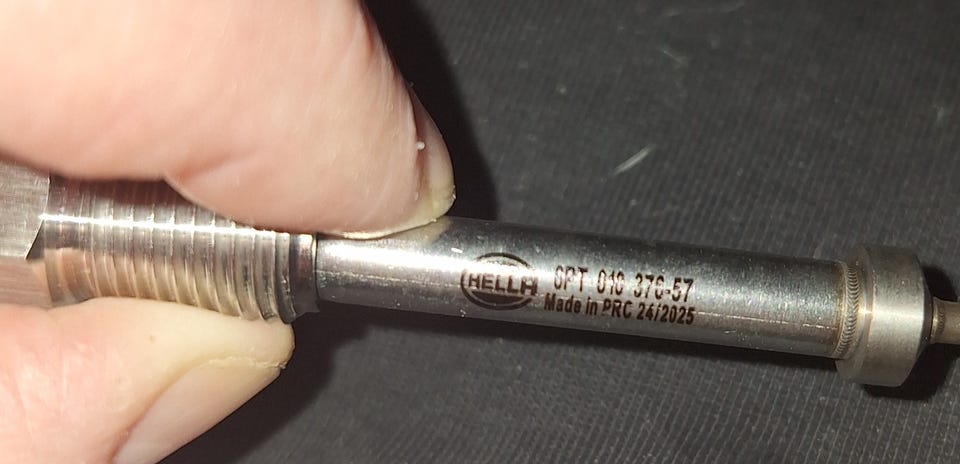 HELLA
6PT 010 376-57
Made in PRC 24/2025